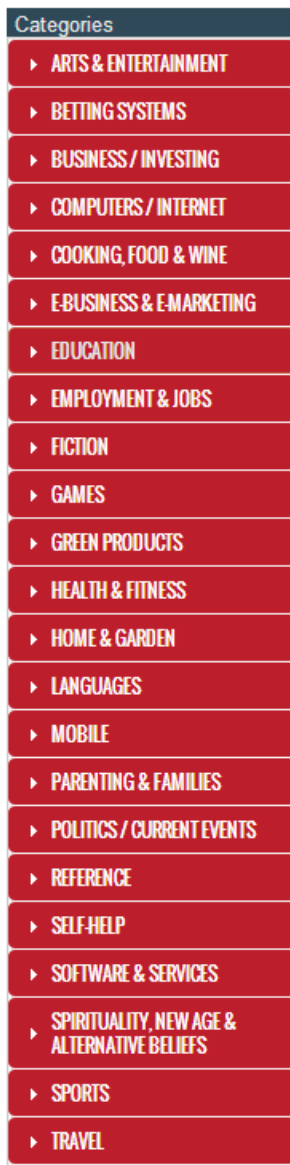 Categories
ARTS & ENTERTAINMENT
BETTING SYSTEMS
BUSINESS / INVESTING
COMPUTERS / INTERNET
COOKING, FOOD & WINE
E-BUSINESS & E-MARKETING
EDUCATION
EMPLOYMENT & JOBS
FICTION
GAMES
GREEN PRODUCTS
HEALTH & FITNESS
HOME & GARDEN
LANGUAGES
MOBILE
PARENTING & FAMILIES
POLITICS / CURRENT EVENTS
REFERENCE
SELF-HELP
SOFTWARE & SERVICES
SPIRITUALITY, NEW AGE &
ALTERNATIVE BELIEFS
SPORTS
TRAVEL